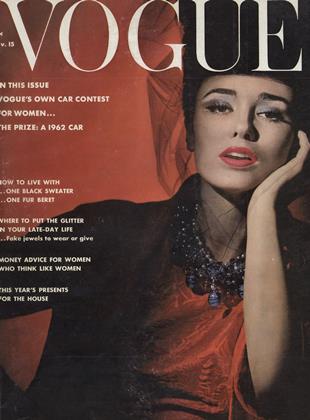 VOGUE
v. 15
N THIS ISSUE
VOGUE'S OWN CAR CONTEST
FOR WOMEN...
THE PRIZE: A 1962 CAR
HOW TO LIVE WITH
...ONE BLACK SWEATER
...ONE FUR BERET
WHERE TO PUT THE GLITTER
IN YOUR LATE-DAY LIFE
...Fake jewels to wear or give
MONEY ADVICE FOR WOMEN
WHO THINK LIKE WOMEN
THIS YEAR'S PRESENTS
FOR THE HOUSE